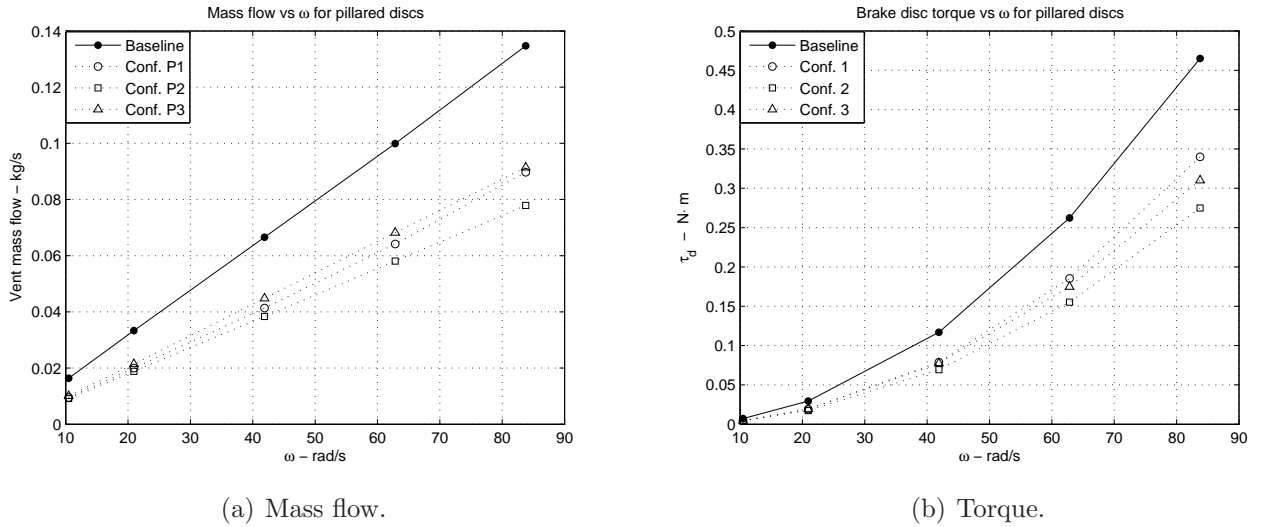 Mass flow vs ω for pillared discs
Baseline
Conf. P1
Conf. P2
Conf. P3
Vent mass flow – kg/s
0.14
0.12
0.1
0.08
0.06
0.04
0.02
0
10 20 30 40 50 60 70 80 90
ω – rad/s
(a) Mass flow.
Brake disc torque vs ω for pillared discs
Baseline
Conf. 1
Conf. 2
Conf. 3
τd – N· m
0.5
0.45
0.4
0.35
0.3
0.25
0.2
0.15
0.1
0.05
0
10 20 30 40 50 60 70 80 90
ω – rad/s
(b) Torque.